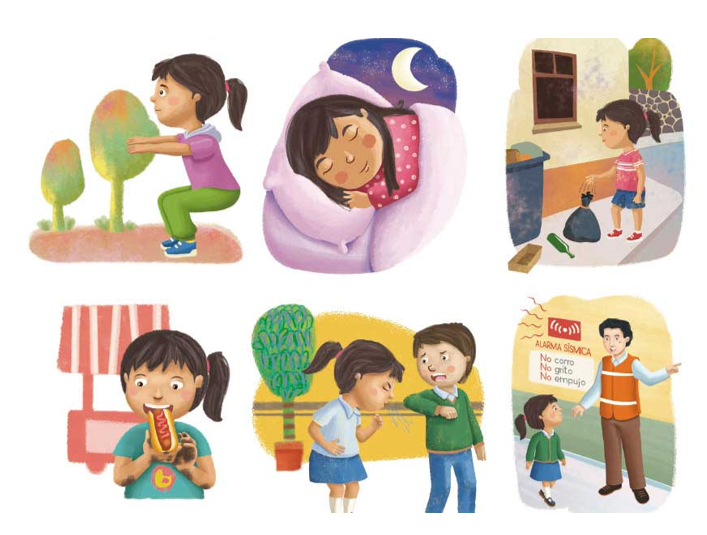 ALARMA SÍSMICA
No corro
No grito
No empujo